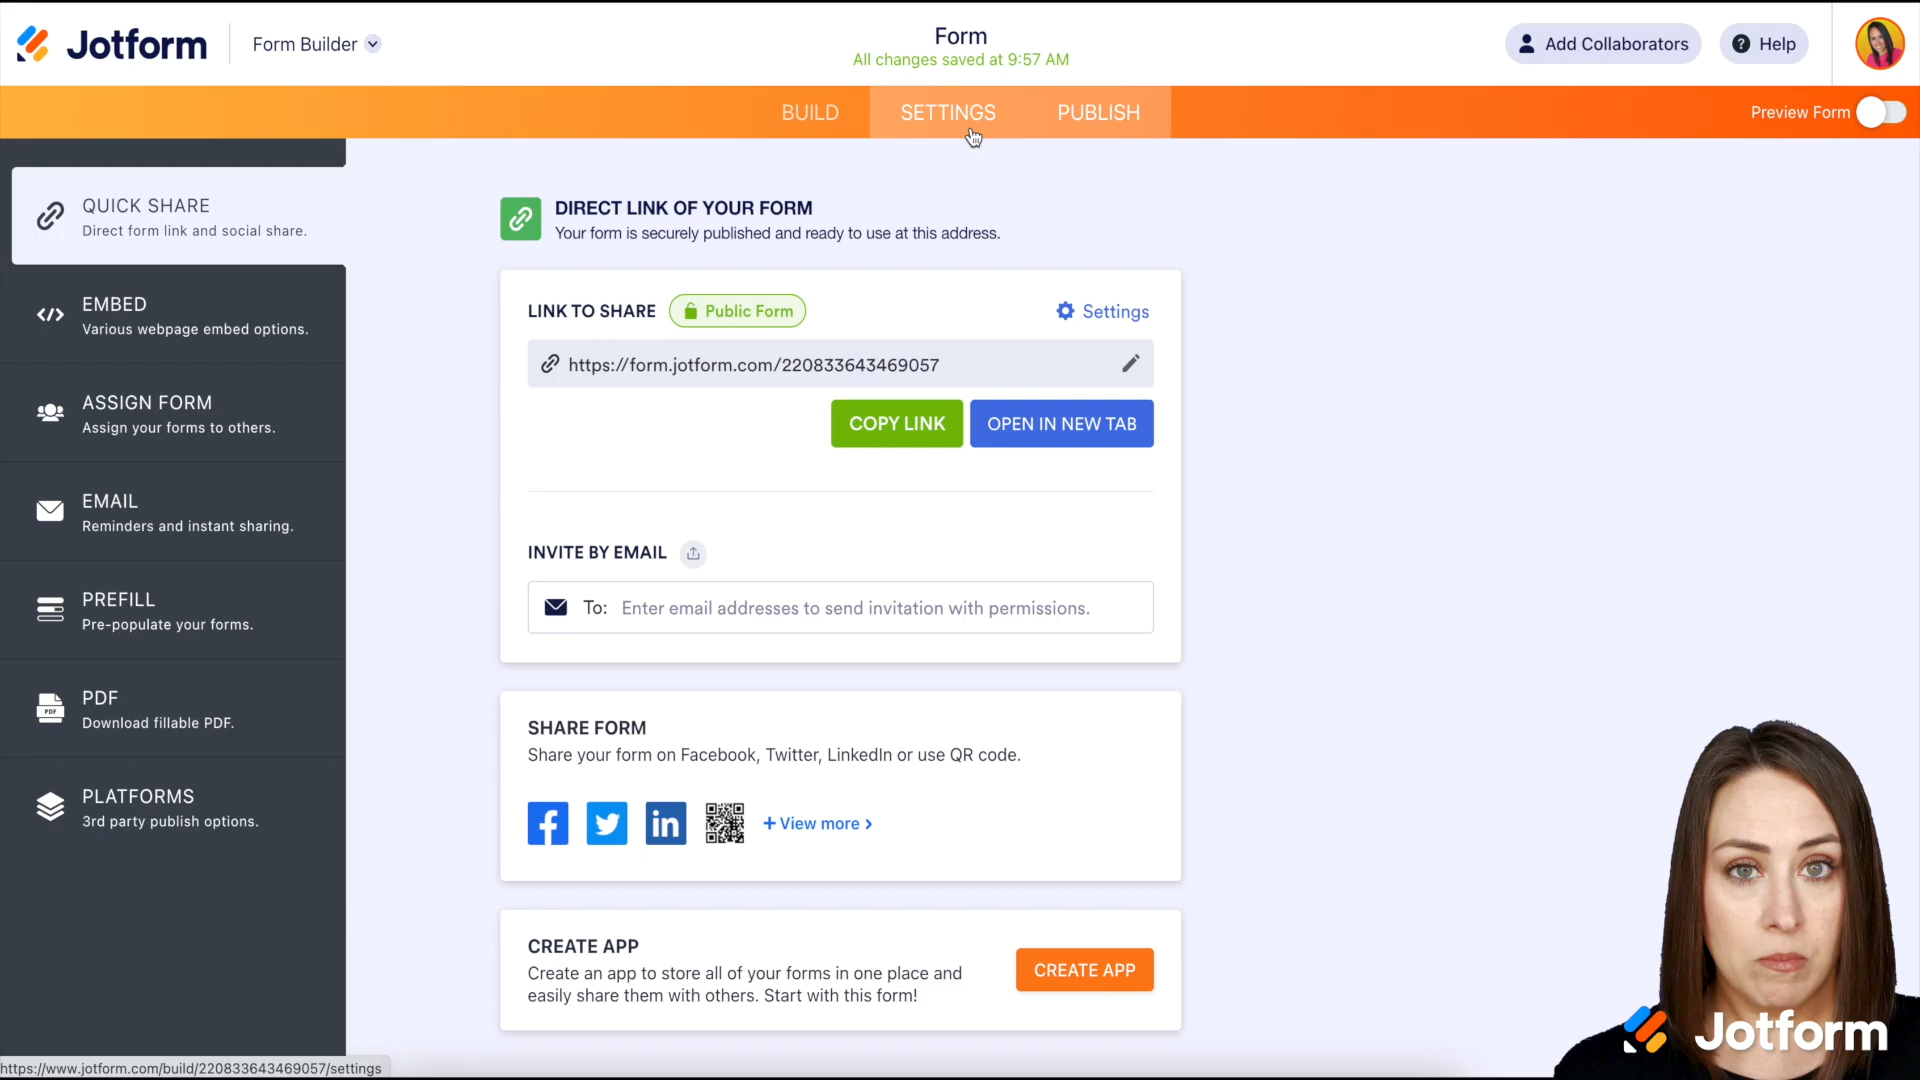 Jotform
Form Builder
Form
All changes saved at 9:57 AM
Add Collaborators
? Help
BUILD
SETTINGS
PUBLISH
Preview Form
QUICK SHARE
Direct form link and social share.
EMBED
Various webpage embed options.
ASSIGN FORM
Assign your forms to others.
EMAIL
Reminders and instant sharing.
PREFILL
Pre-populate your forms.
PDF
PDF
Download fillable PDF.
PLATFORMS
3rd party publish options.
DIRECT LINK OF YOUR FORM
Your form is securely published and ready to use at this address.
LINK TO SHARE
Public Form
Settings
https://form.jotform.com/220833643469057
COPY LINK
OPEN IN NEW TAB
INVITE BY EMAIL
To: Enter email addresses to send invitation with permissions.
SHARE FORM
Share your form on Facebook, Twitter, LinkedIn or use QR code.
f
in
+ View more >
CREATE APP
Create an app to store all of your forms in one place and
easily share them with others. Start with this form!
CREATE APP
Jotform
https://www.jotform.com/build/220833643469057/settings